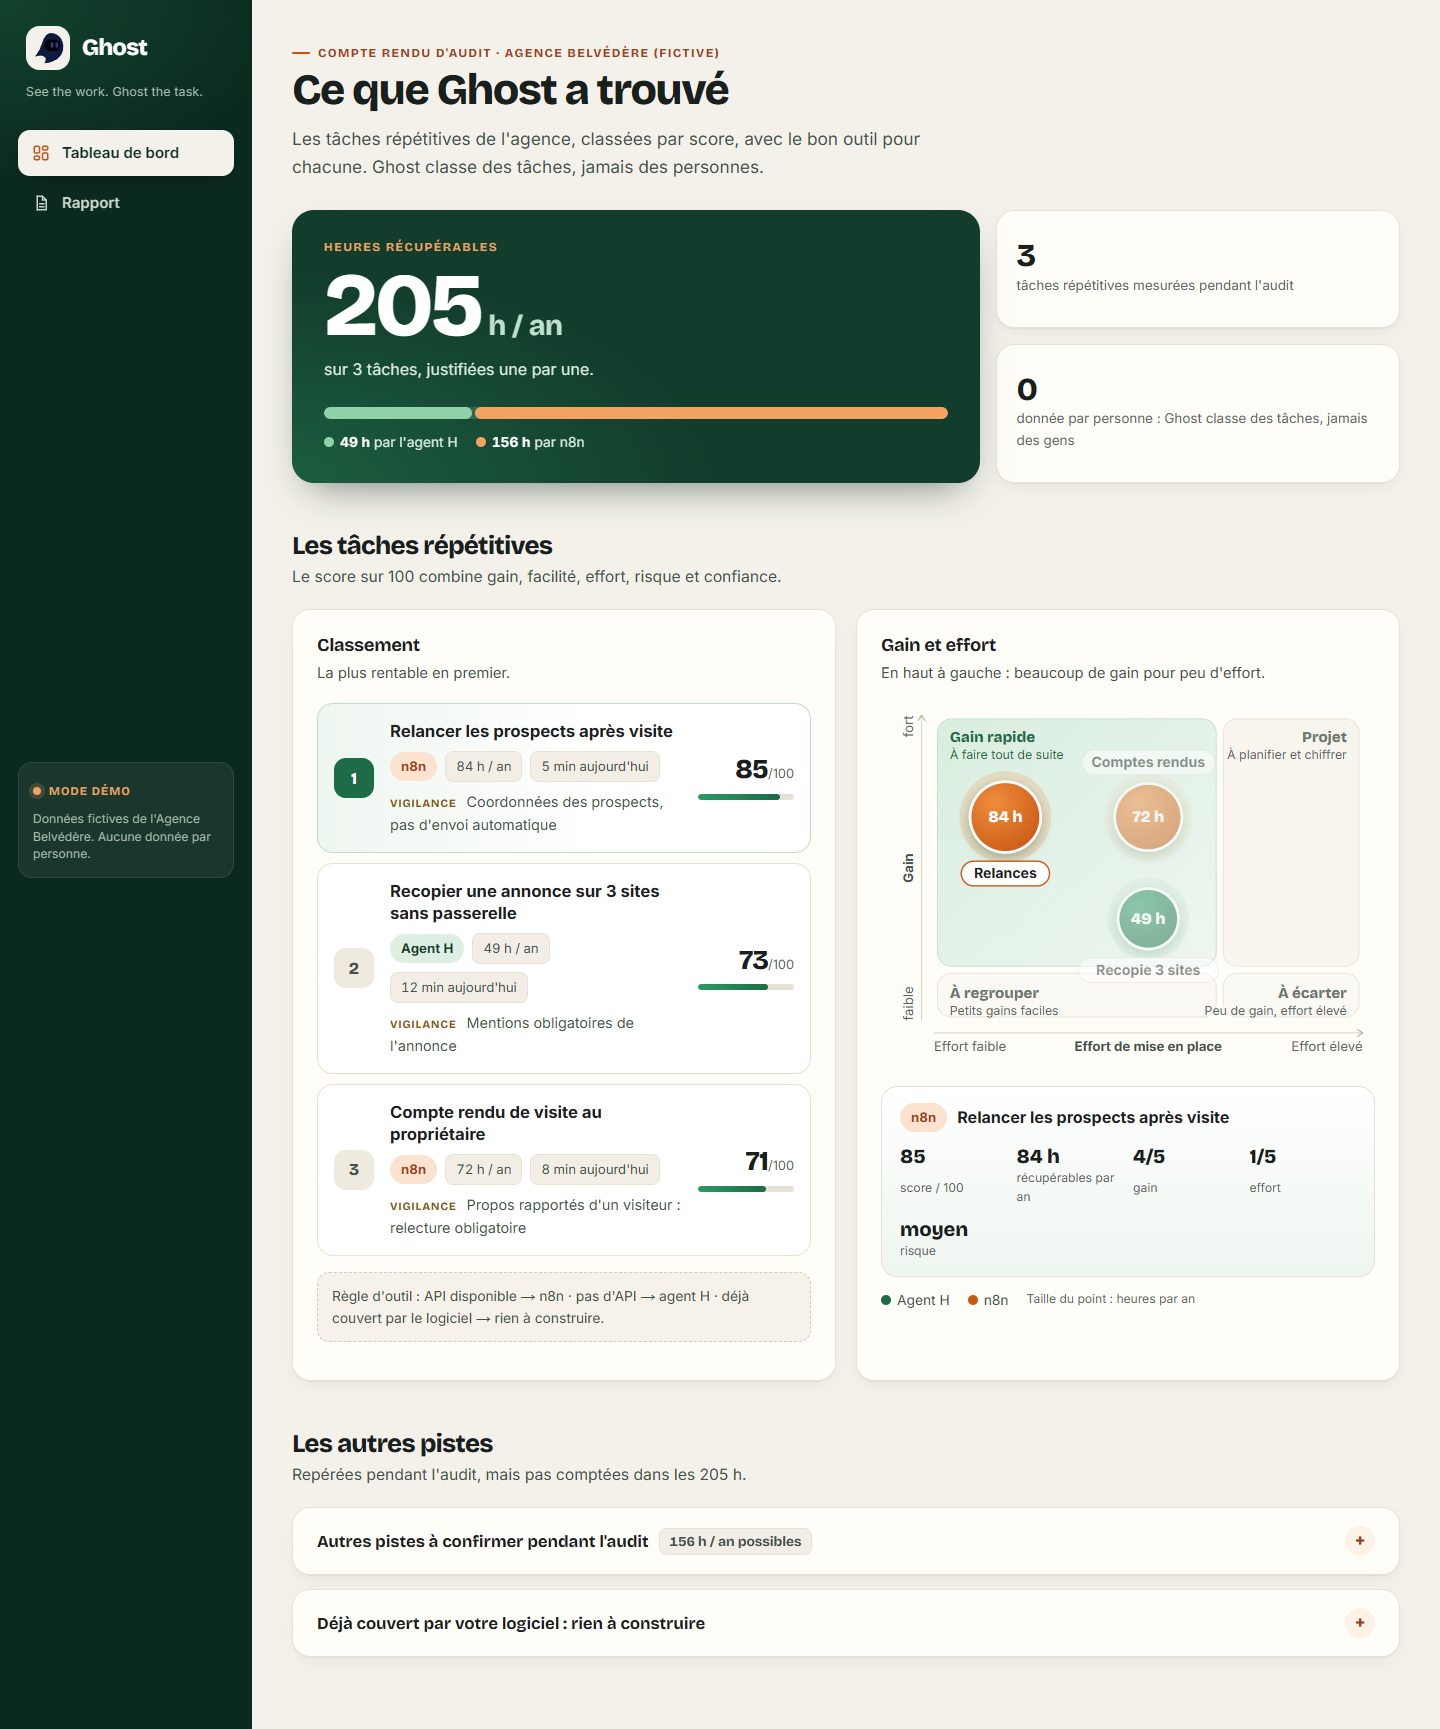 Ghost
See the work. Ghost the task.
Tableau de bord
Rapport
MODE DÉMO
Données fictives de l'Agence
Belvédère. Aucune donnée par
personne.
COMPTE RENDU D'AUDIT · AGENCE BELVÉDÈRE (FICTIVE)
Ce que Ghost a trouvé
Les tâches répétitives de l'agence, classées par score, avec le bon outil pour
chacune. Ghost classe des tâches, jamais des personnes.
HEURES RÉCUPÉRABLES
205 h / an
sur 3 tâches, justifiées une par une.
49 h par l'agent H
156 h par n8n
3
tâches répétitives mesurées pendant l'audit
0
donnée par personne : Ghost classe des tâches, jamais
des gens
Les tâches répétitives
Le score sur 100 combine gain, facilité, effort, risque et confiance.
Classement
La plus rentable en premier.
1
Relancer les prospects après visite
n8n
84 h / an
5 min aujourd'hui
VIGILANCE Coordonnées des prospects,
pas d'envoi automatique
85/100
2
Recopier une annonce sur 3 sites
sans passerelle
Agent H
49 h / an
12 min aujourd'hui
VIGILANCE Mentions obligatoires de
l'annonce
73/100
3
Compte rendu de visite au
propriétaire
n8n
72 h / an
8 min aujourd'hui
VIGILANCE Propos rapportés d'un visiteur :
relecture obligatoire
71/100
Règle d'outil : API disponible → n8n · pas d'API → agent H · déjà
couvert par le logiciel → rien à construire.
Gain et effort
En haut à gauche : beaucoup de gain pour peu d'effort.
fort
Gain
faible
Gain rapide
À faire tout de suite
Projet
À planifier et chiffrer
Comptes rendus
84 h
72 h
Relances
49 h
Recopie 3 sites
À regrouper
Petits gains faciles
À écarter
Peu de gain, effort élevé
Effort faible
Effort de mise en place
Effort élevé
n8n
Relancer les prospects après visite
85
score / 100
84 h
récupérables par
an
4/5
gain
1/5
effort
moyen
risque
Agent H
n8n
Taille du point : heures par an
Les autres pistes
Repérées pendant l'audit, mais pas comptées dans les 205 h.
Autres pistes à confirmer pendant l'audit
156 h / an possibles
+
Déjà couvert par votre logiciel : rien à construire
+